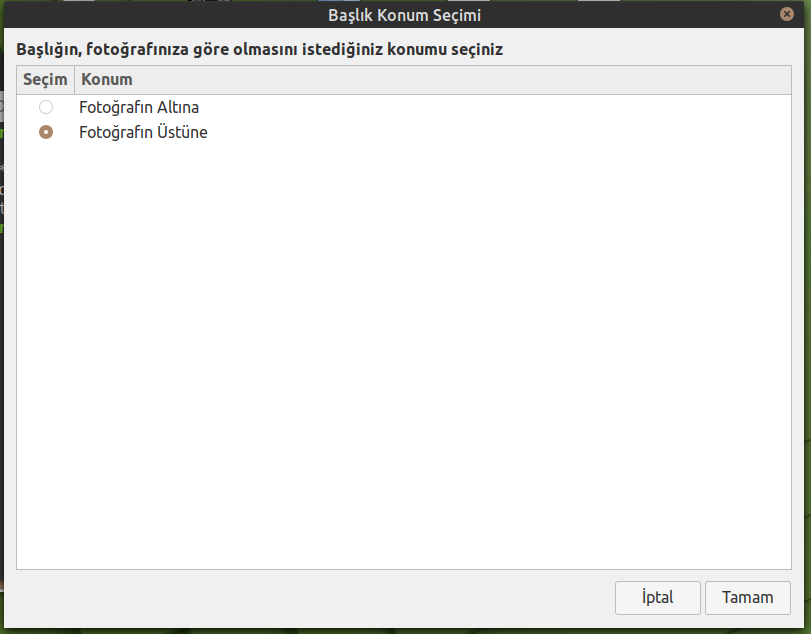 Başlık Konum Seçimi
Başlığın, fotoğrafınıza göre olmasını istediğiniz konumu seçiniz
Seçim Konum
Fotoğrafın Altına
Fotoğrafın Üstüne
İptal Tamam